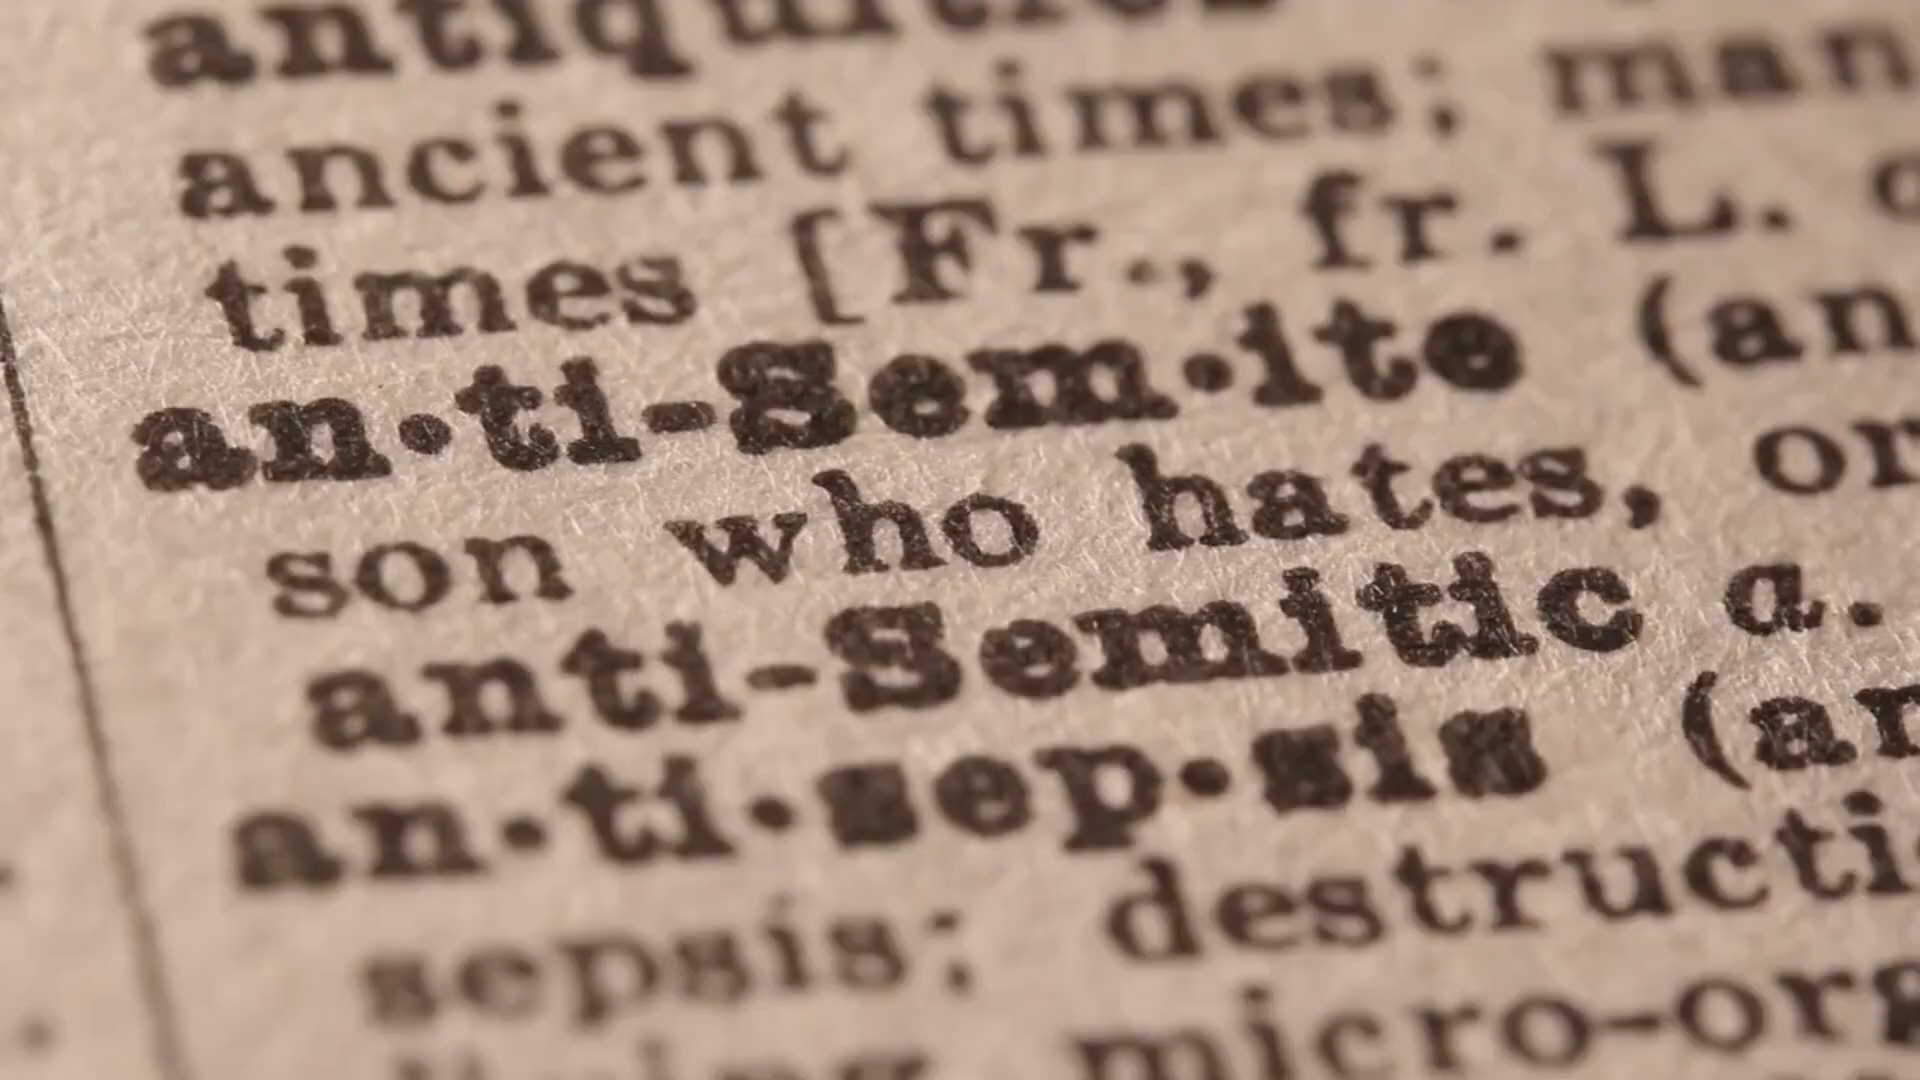 antiquities
ancient times; man
times [Fr., fr. L.
an•ti-Sem•ite (an
son who hates, or
anti-Semitic a.
an•ti•sep•sis (an
sepsis; destructi
micro-org